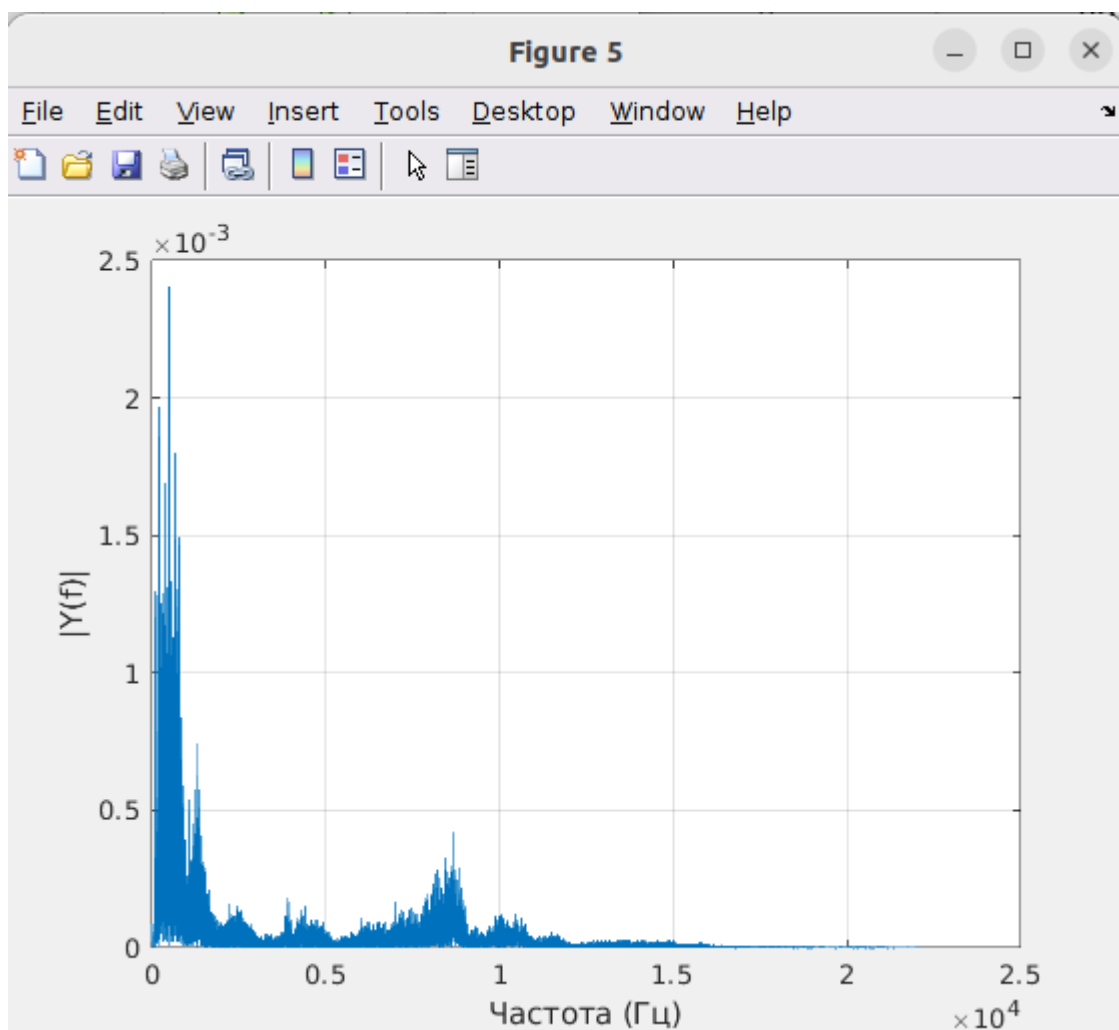 Figure 5
File Edit View Insert Tools Desktop Window Help
×10-3
2.5
2
1.5
1
0.5
0
|Y(f)|
0 0.5 1 1.5 2 2.5
Частота (Гц)
×104